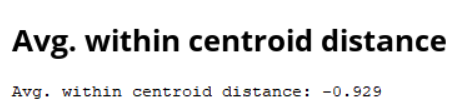 Avg. within centroid distance
Avg. within centroid distance: -0.929